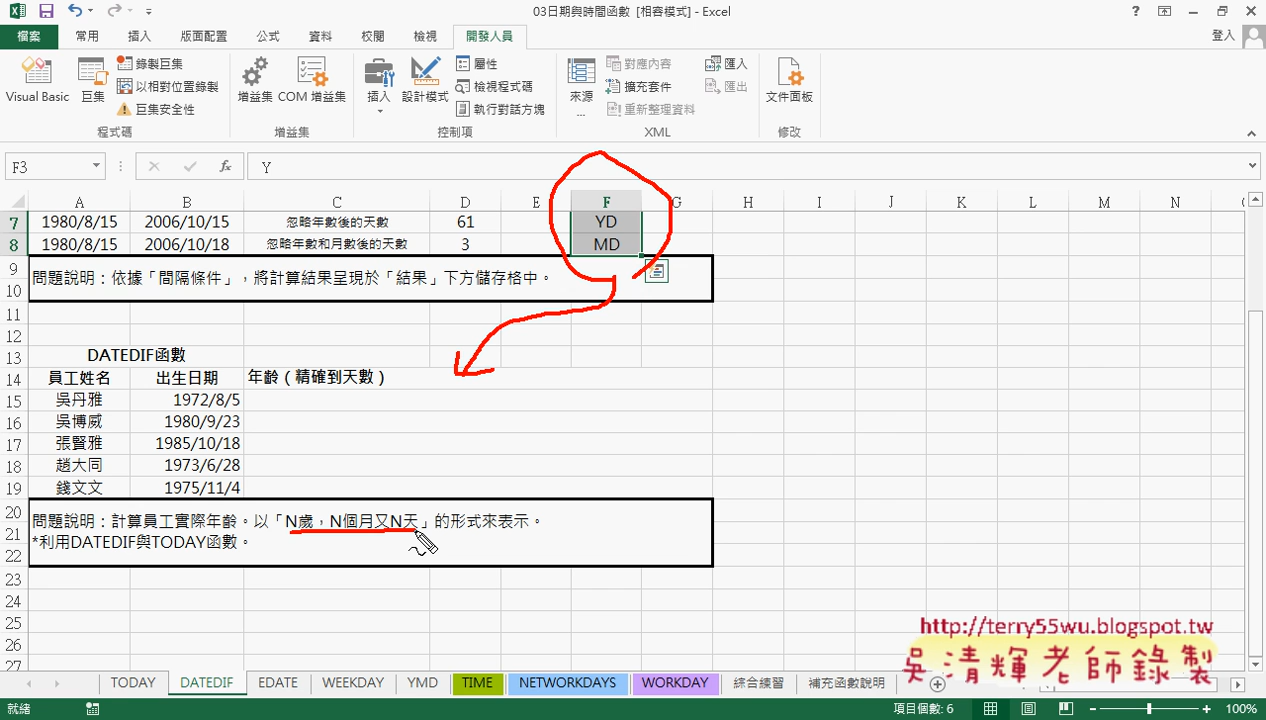 03日期與時間函數 [相容模式] - Excel
檔案 常用 插入 版面配置 公式 資料 校閱 檢視 開發人員 登入
Visual Basic 巨集 錄製巨集 以相對位置錄製 巨集安全性 增益集 COM 增益集 插入 設計模式 屬性 檢視程式碼 執行對話方塊 來源 ... 對應內容 擴充套件 重新整理資料 匯入 匯出 文件面板
程式碼 增益集 控制項 XML 修改
F3 fx Y
A B C D E F G H I J K L M N
7 1980/8/15 2006/10/15 忽略年數後的天數 61 YD
8 1980/8/15 2006/10/18 忽略年數和月數後的天數 3 MD
9
問題說明：依據「間隔條件」，將計算結果呈現於「結果」下方儲存格中。
10
11
12
13 DATEDIF函數
14 員工姓名 出生日期 年齡（精確到天數）
15 吳丹雅 1972/8/5
16 吳博威 1980/9/23
17 張賢雅 1985/10/18
18 趙大同 1973/6/28
19 錢文文 1975/11/4
20
問題說明：計算員工實際年齡。以「N歲，N個月又N天」的形式來表示。
21
*利用DATEDIF與TODAY函數。
22
23
24
25
26
27
http://terry55wu.blogspot.tw
吳清輝老師錄製
TODAY DATEDIF EDATE WEEKDAY YMD TIME NETWORKDAYS WORKDAY 綜合練習 補充函數說明
就緒 項目個數: 6 100%